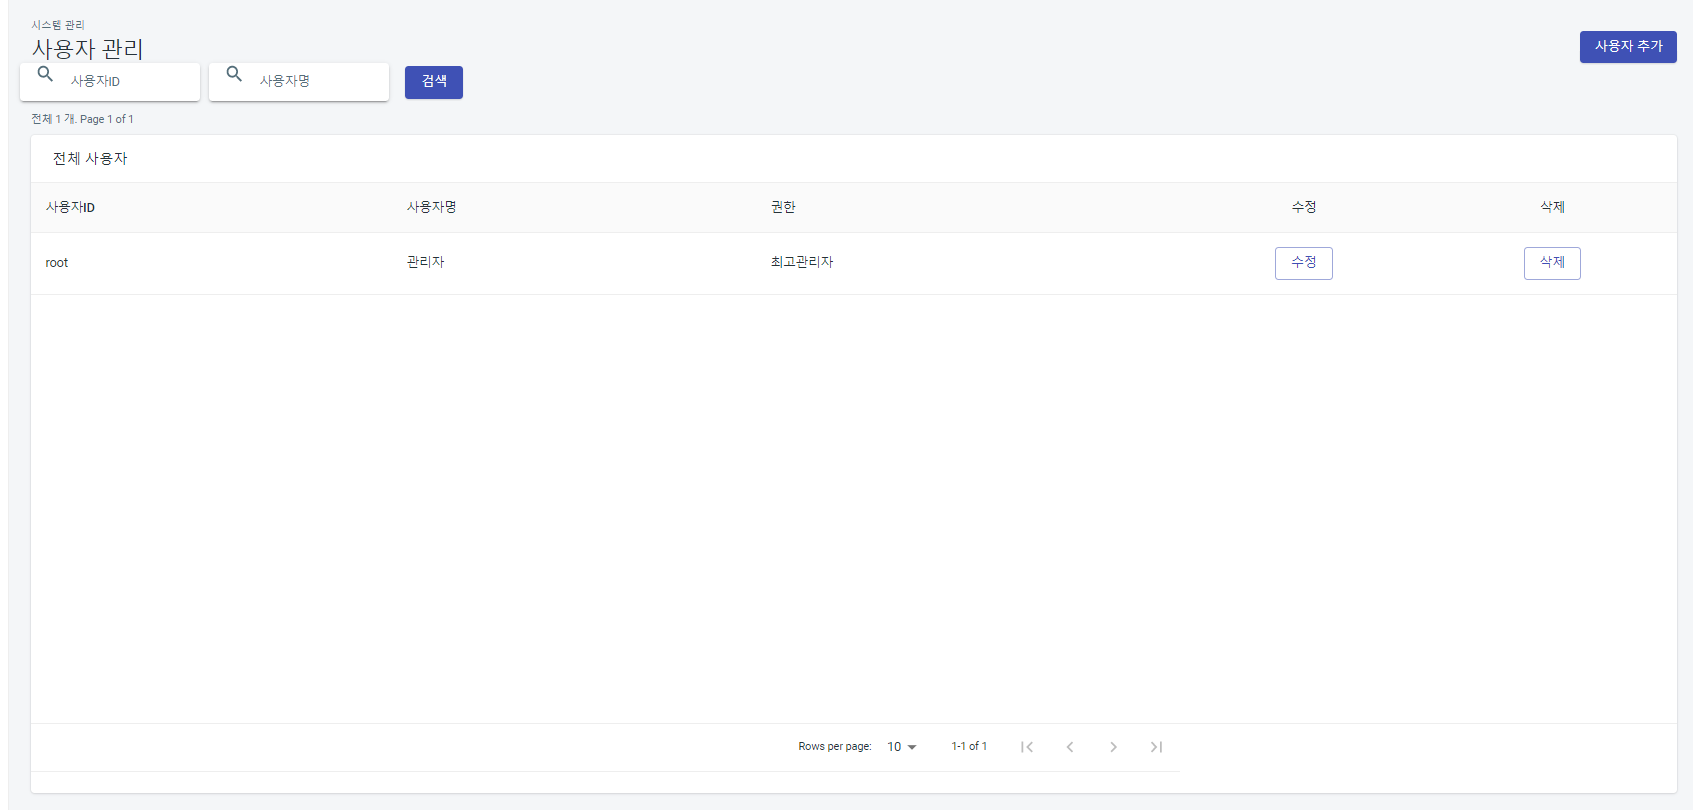 시스템 관리
사용자 관리
사용자 추가
사용자ID 사용자명 검색
전체 1 개. Page 1 of 1
전체 사용자
사용자ID 사용자명 권한 수정 삭제
root 관리자 최고관리자 수정 삭제
Rows per page: 10 1-1 of 1